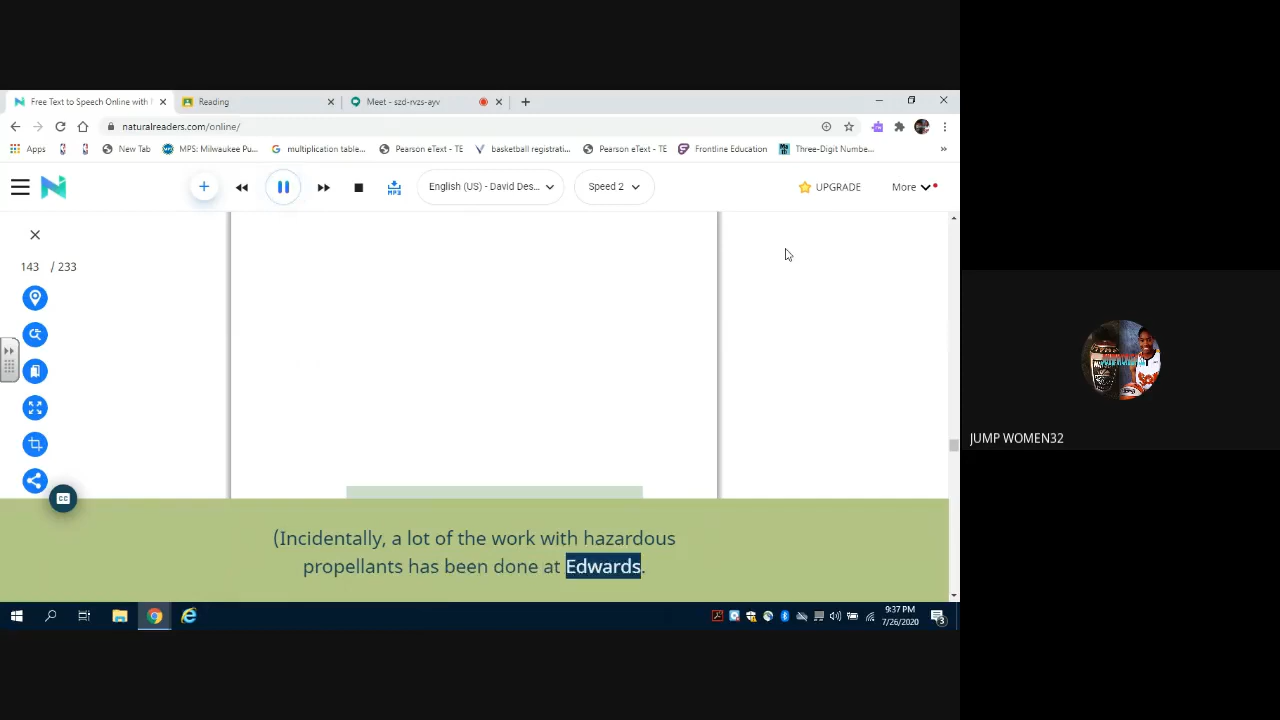 Free Text to Speech Online with
Reading
Meet - szd-rvzs-ayv
naturalreaders.com/online/
Apps
New Tab
MPS: Milwaukee Pu...
multiplication table...
Pearson eText - TE
basketball registrati...
Pearson eText - TE
Frontline Education
Three-Digit Numbe...
»
MP3
English (US) - David Des...
Speed 2
UPGRADE
More
143 / 233
CC
(Incidentally, a lot of the work with hazardous
propellants has been done at Edwards.
9:37 PM
7/26/2020
3
JUMP WOMEN32